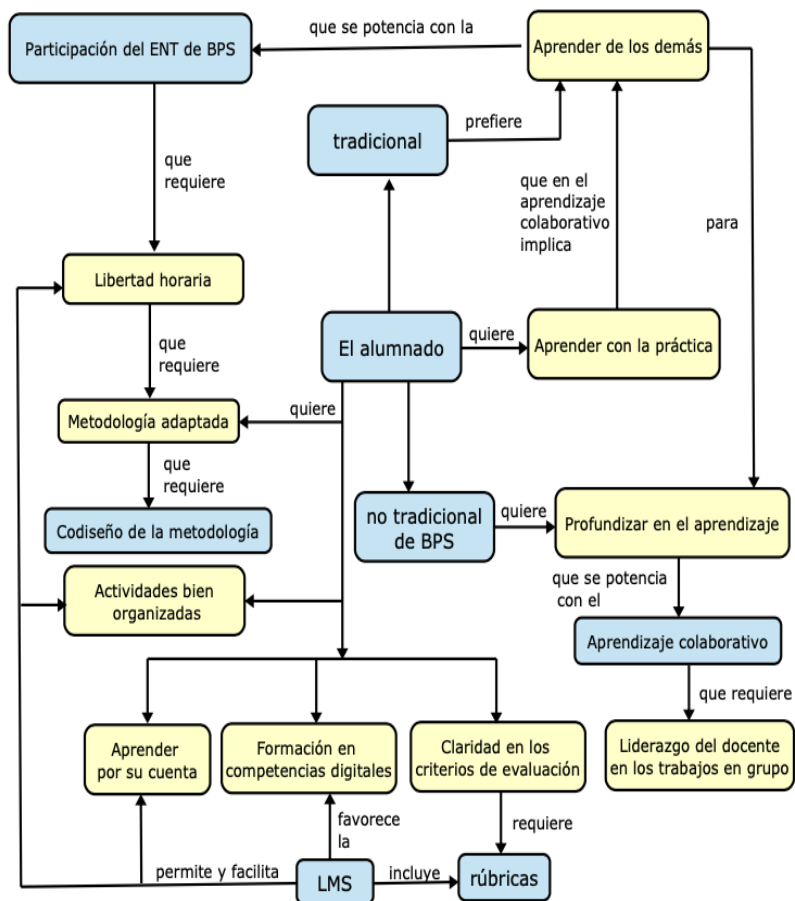 que se potencia con la
Participación del ENT de BPS
Aprender de los demás
tradicional
prefiere
que
requiere
que en el
aprendizaje
colaborativo
implica
para
Libertad horaria
El alumnado
quiere
Aprender con la práctica
que
requiere
Metodología adaptada
quiere
que
requiere
Codiseño de la metodología
no tradicional
de BPS
quiere
Profundizar en el aprendizaje
Actividades bien
organizadas
que se potencia
con el
Aprendizaje colaborativo
que requiere
Aprender
por su cuenta
Formación en
competencias digitales
Claridad en los
criterios de evaluación
Liderazgo del docente
en los trabajos en grupo
favorece
la
requiere
permite y facilita
LMS
incluye
rúbricas